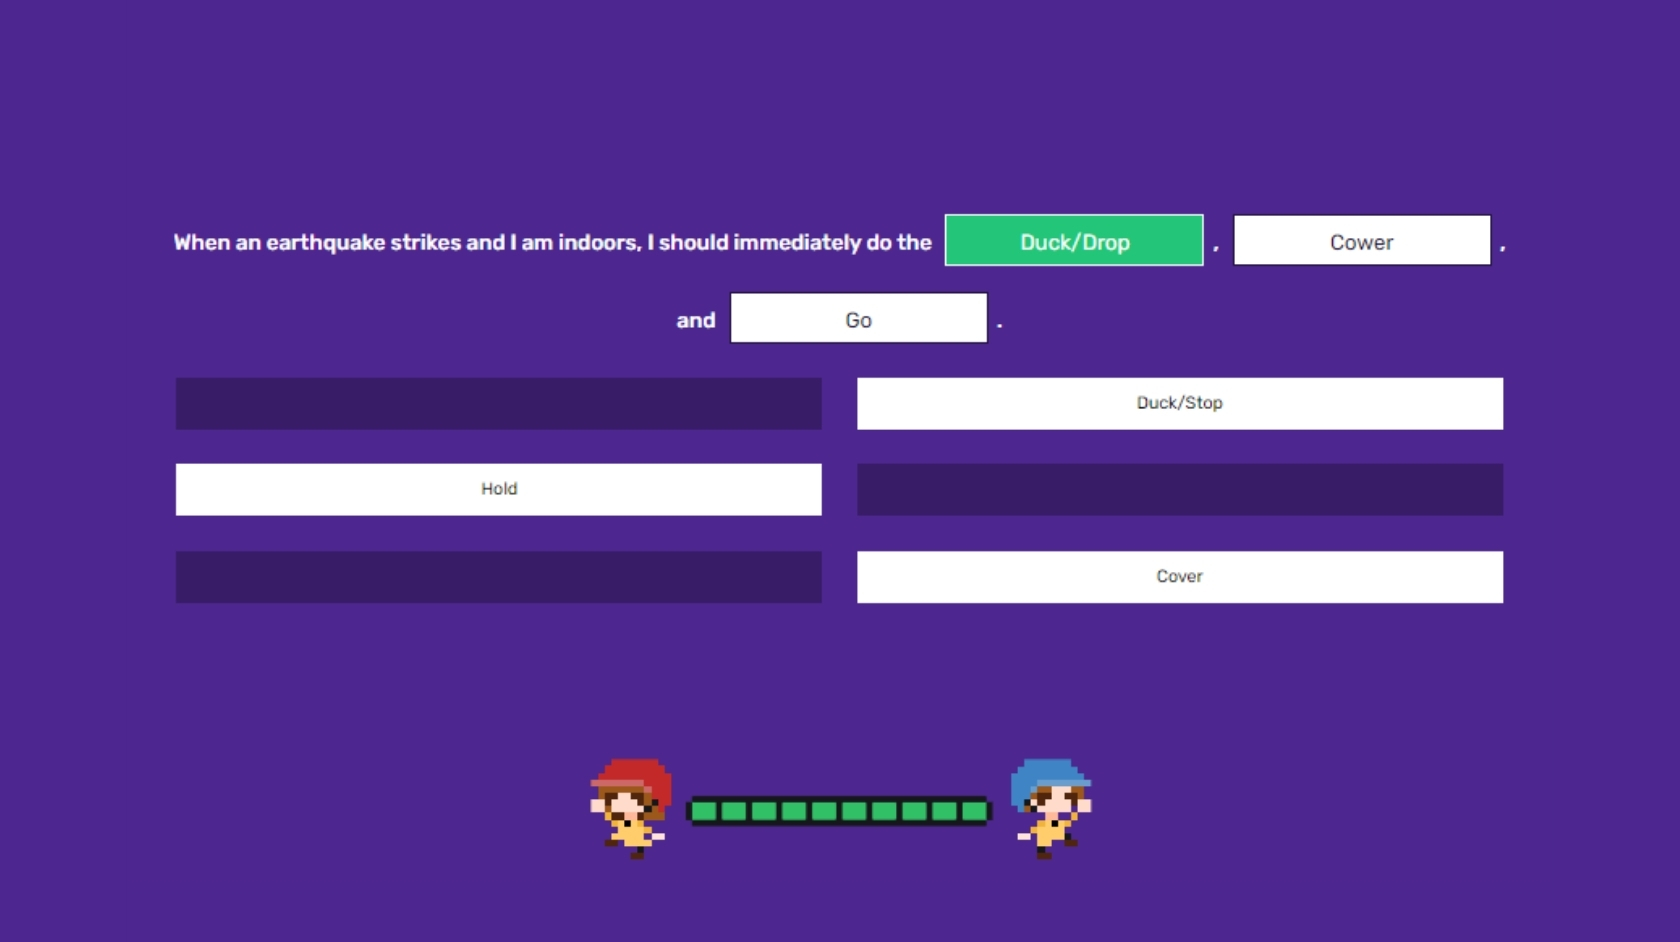 When an earthquake strikes and I am indoors, I should immediately do the Duck/Drop , Cower ,
and Go .
Duck/Stop
Hold
Cover